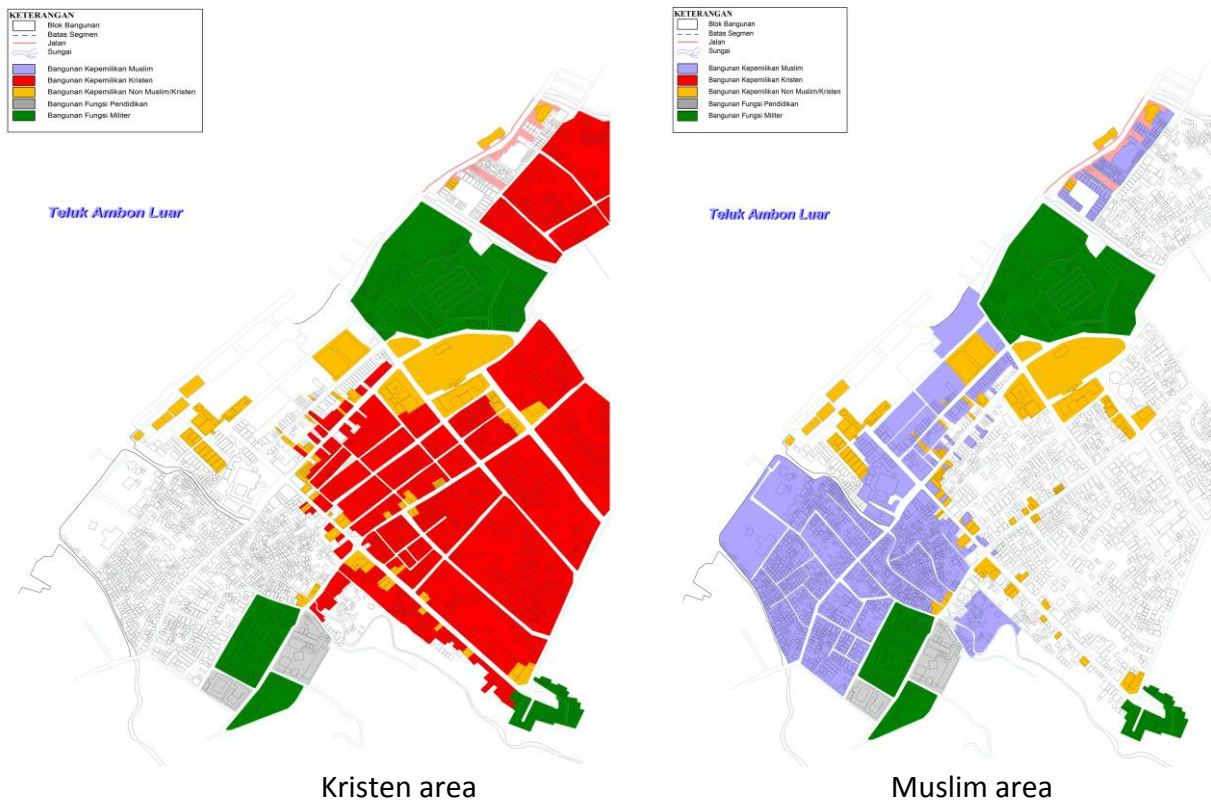 KETERANGAN
Blok Bangunan
Batas Segmen
Jalan
Sungai
Bangunan Kepemilikan Muslim
Bangunan Kepemilikan Kristen
Bangunan Kepemilikan Non Muslim/Kristen
Bangunan Fungsi Pendidikan
Bangunan Fungsi Militer
Teluk Ambon Luar
Kristen area
KETERANGAN
Blok Bangunan
Batas Segmen
Jalan
Sungai
Bangunan Kepemilikan Muslim
Bangunan Kepemilikan Kristen
Bangunan Kepemilikan Non Muslim/Kristen
Bangunan Fungsi Pendidikan
Bangunan Fungsi Militer
Teluk Ambon Luar
Muslim area